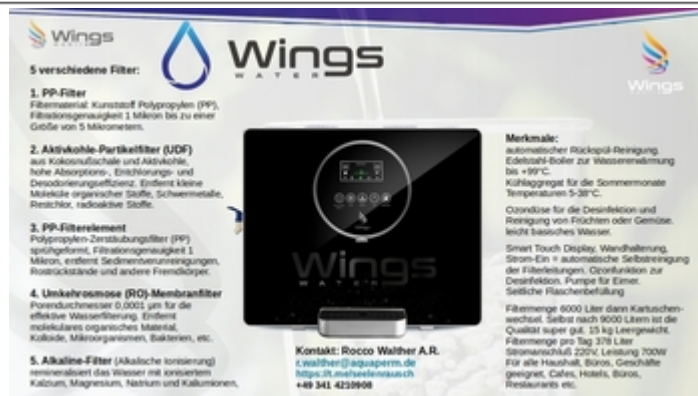 Wings
Wings
WATER
Wings
5 verschiedene Filter:
1. PP-Filter
Filtermaterial: Kunststoff Polypropylen (PP),
Filtrationsgenauigkeit 1 Mikron bis zu einer
Größe von 5 Mikrometern.
2. Aktivkohle-Partikelfilter (UDF)
aus Kokosnußschale und Aktivkohle,
hohe Absorptions-, Entchlorungs- und
Desodorierungseffizienz. Entfernt kleine
Moleküle organischer Stoffe, Schwermetalle,
Restchlor, radioaktive Stoffe.
3. PP-Filterelement
Polypropylen-Zerstäubungsfilter (PP)
sprühgeformt, Filtrationsgenauigkeit 1
Mikron, entfernt Sedimentverunreinigungen,
Rostrückstände und andere Fremdkörper.
4. Umkehrosmose (RO)-Membranfilter
Porendurchmesser 0,0001 µm für die
effektive Wasserfilterung. Entfernt
molekulares organisches Material,
Kolloide, Mikroorganismen, Bakterien, etc.
5. Alkaline-Filter (Alkalische Ionisierung)
remineralisert das Wasser mit ionisiertem
Kalzium, Magnesium, Natrium und Kaliumionen,
Wings
WATER
Kontakt: Rocco Walther A.R.
r.walther@aquaperm.de
https://t.me/seelenrausch
+49 341 4210908
Merkmale:
automatischer Rückspül-Reinigung.
Edelstahl-Boiler zur Wassererwärmung
bis +99°C.
Kühlaggregat für die Sommermonate
Temperaturen 5-38°C.
Ozondüse für die Desinfektion und
Reinigung von Früchten oder Gemüse.
leicht basisches Wasser.
Smart Touch Display, Wandhalterung,
Strom-Ein = automatische Selbstreinigung
der Filterleitungen. Ozonfunktion zur
Desinfektion. Pumpe für Eimer.
Seitliche Flaschenbefüllung
Filtermenge 6000 Liter dann Kartuschen-
wechsel. Selbst nach 9000 Litern ist die
Qualität super gut. 15 kg Leergewicht.
Filtermenge pro Tag 378 Liter
Stromanschluß 220V, Leistung 700W
Für alle Haushalt, Büros, Geschäfte
geeignet, Cafes, Hotels, Büros,
Restaurants etc.